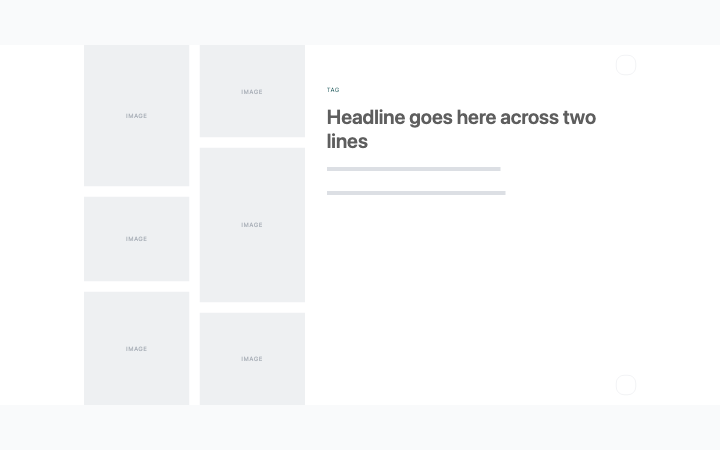 IMAGE
IMAGE
IMAGE
IMAGE
IMAGE
IMAGE
TAG
Headline goes here across two
lines